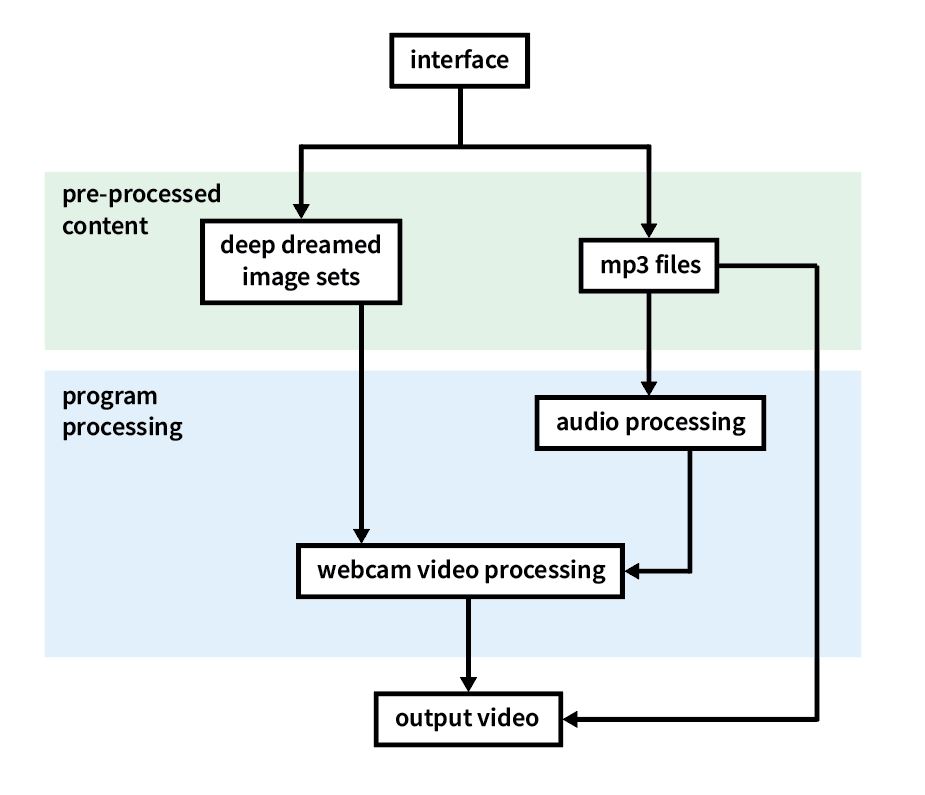 interface
pre-processed
content
deep dreamed
image sets
mp3 files
program
processing
audio processing
webcam video processing
output video